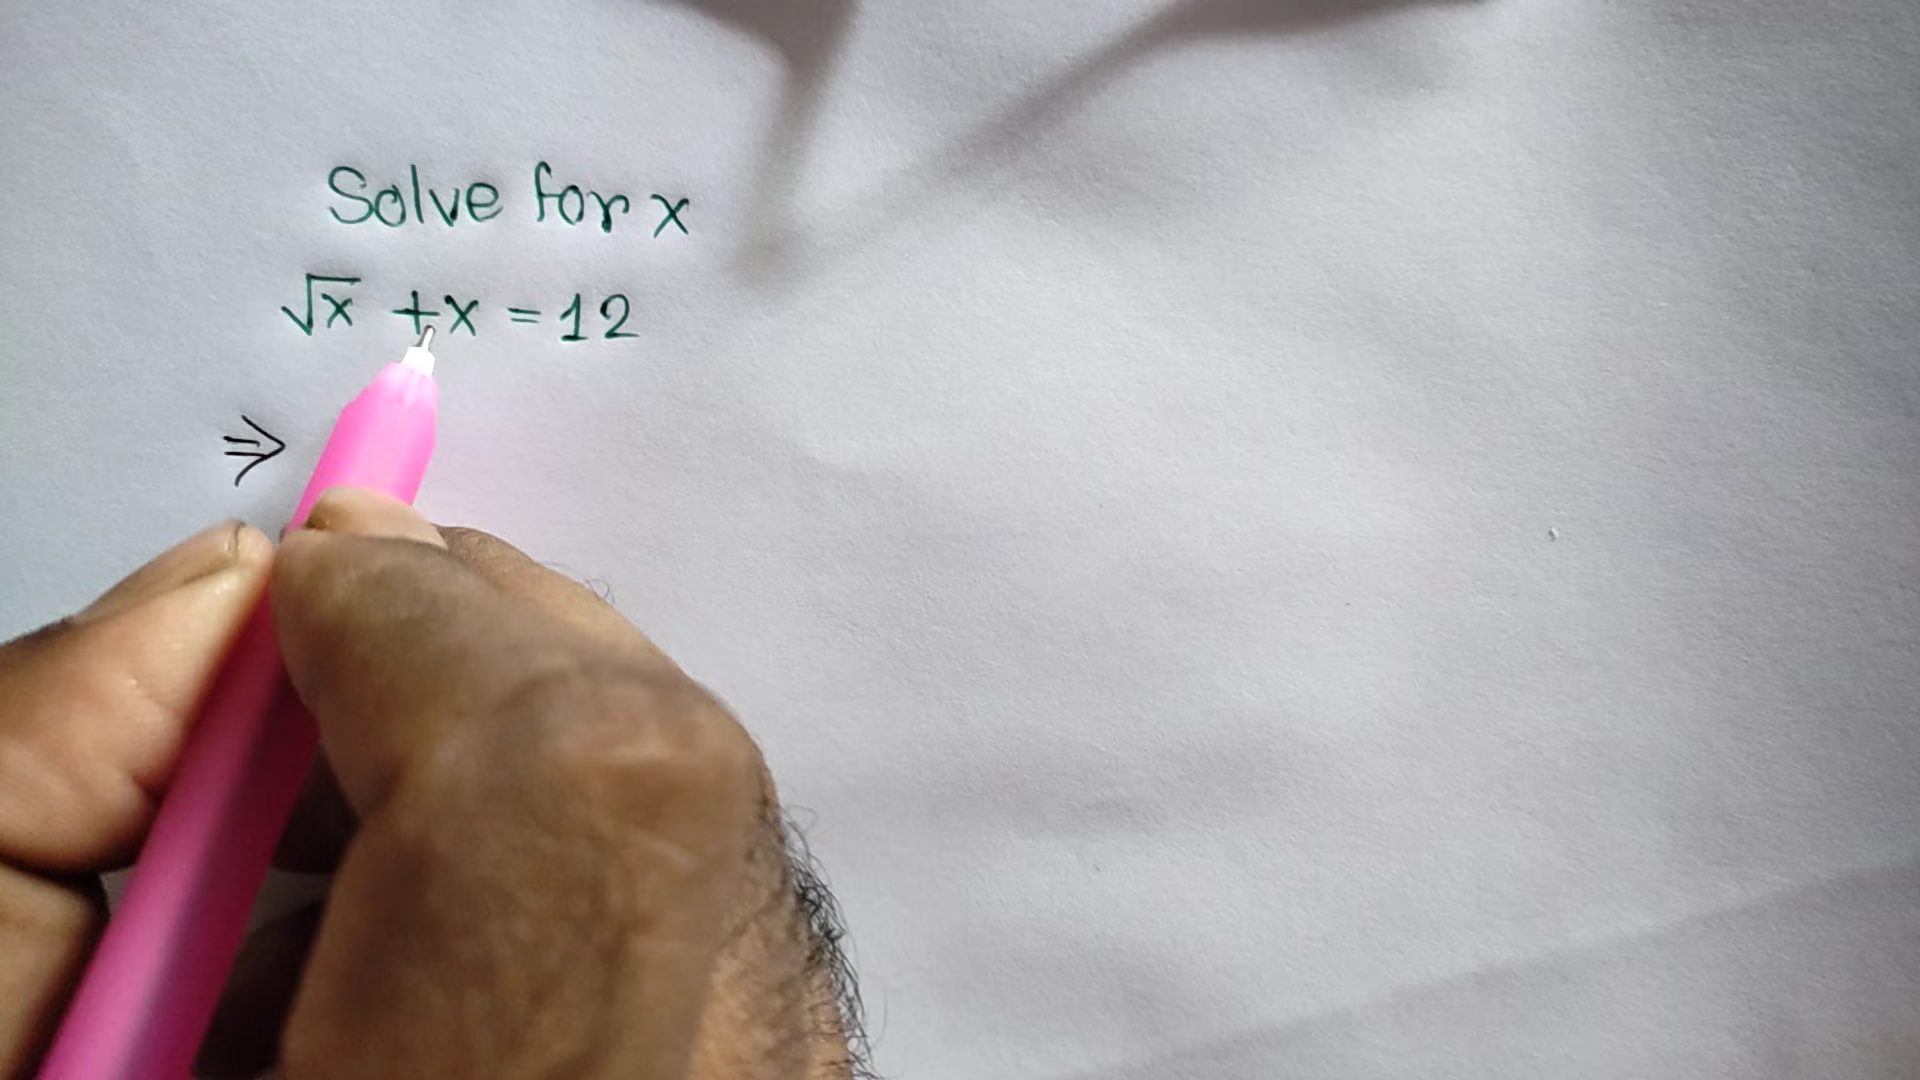 Solve for x
√x + x = 12
⇒